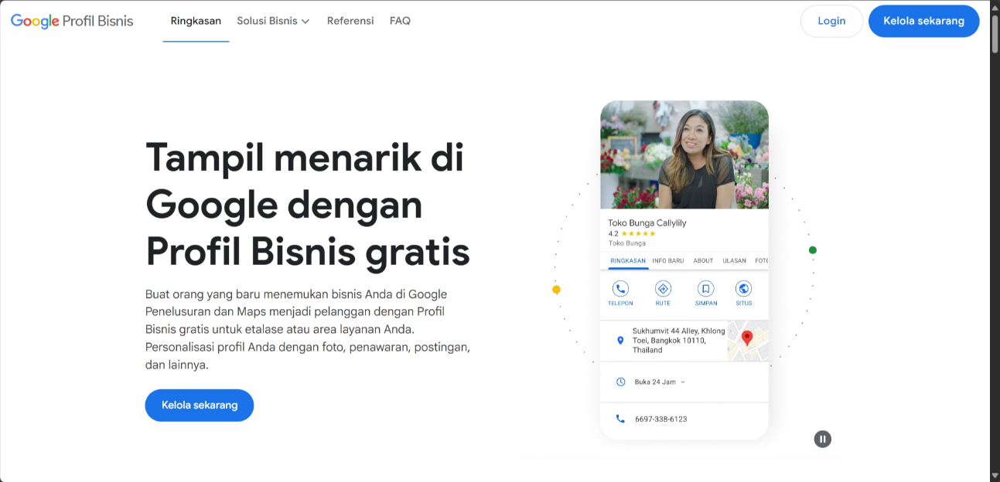 Google Profil Bisnis
Ringkasan
Solusi Bisnis
Referensi
FAQ
Login
Kelola sekarang
Tampil menarik di
Google dengan
Profil Bisnis gratis
Buat orang yang baru menemukan bisnis Anda di Google
Penelusuran dan Maps menjadi pelanggan dengan Profil
Bisnis gratis untuk etalase atau area layanan Anda.
Personalisasi profil Anda dengan foto, penawaran, postingan,
dan lainnya.
Kelola sekarang
Toko Bunga Callylily
4.2 ★★★★★
Toko Bunga
RINGKASAN
INFO BARU
ABOUT
ULASAN
FOTO
TELEPON
RUTE
SIMPAN
SITUS
Sukhumvit 44 Alley, Khlong
Toei, Bangkok 10110,
Thailand
Buka 24 Jam
6697-338-6123